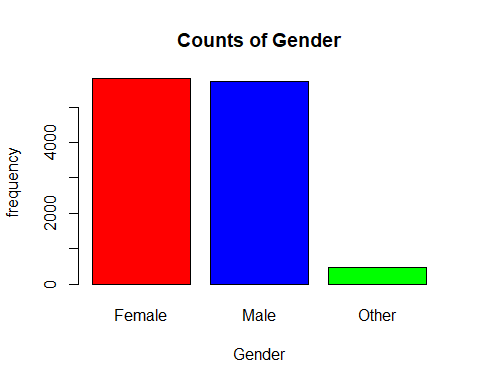 Counts of Gender
frequency
4000
2000
0
Female Male Other
Gender